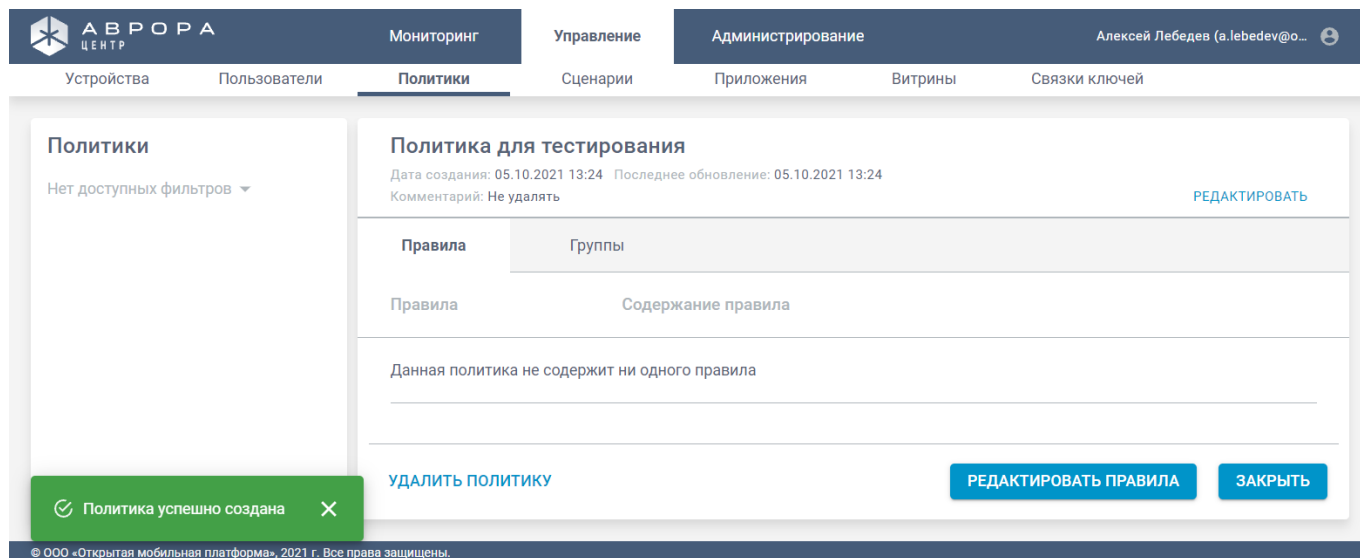 АВРОРА
ЦЕНТР
Мониторинг Управление Администрирование Алексей Лебедев (a.lebedev@o...
Устройства Пользователи Политики Сценарии Приложения Витрины Связки ключей
Политики
Нет доступных фильтров
Политика для тестирования
Дата создания: 05.10.2021 13:24 Последнее обновление: 05.10.2021 13:24
Комментарий: Не удалять
РЕДАКТИРОВАТЬ
Правила Группы
Правила Содержание правила
Данная политика не содержит ни одного правила
УДАЛИТЬ ПОЛИТИКУ РЕДАКТИРОВАТЬ ПРАВИЛА ЗАКРЫТЬ
Политика успешно создана
© ООО «Открытая мобильная платформа», 2021 г. Все права защищены.